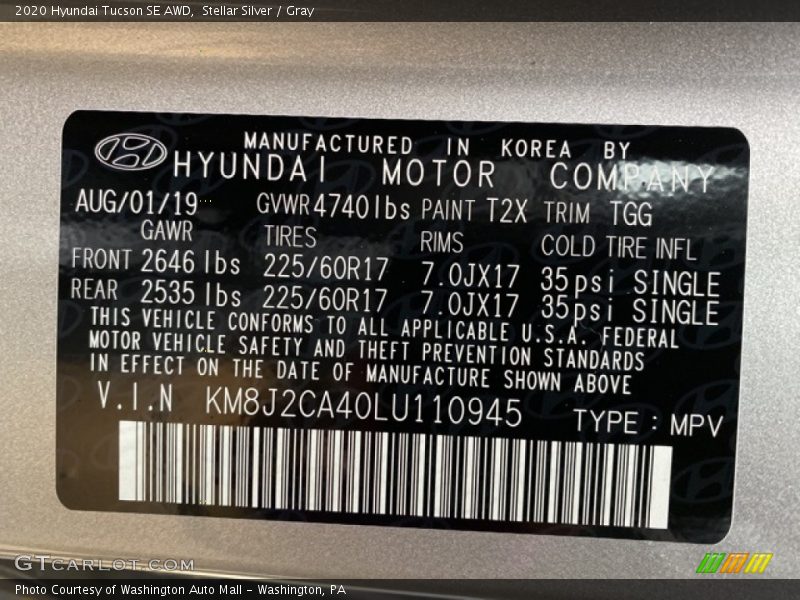 2020 Hyundai Tucson SE AWD,  Stellar Silver / Gray
MANUFACTURED IN KOREA BY
HYUNDAI MOTOR COMPANY
AUG/01/19 GVWR4740lbs PAINT T2X TRIM TGG
GAWR TIRES RIMS COLD TIRE INFL
FRONT 2646 lbs 225/60R17 7.0JX17 35psi SINGLE
REAR 2535 lbs 225/60R17 7.0JX17 35psi SINGLE
THIS VEHICLE CONFORMS TO ALL APPLICABLE U.S.A. FEDERAL
MOTOR VEHICLE SAFETY AND THEFT PREVENTION STANDARDS
IN EFFECT ON THE DATE OF MANUFACTURE SHOWN ABOVE
V.I.N KM8J2CA40LU110945 TYPE : MPV
GTCARLOT.COM
Photo Courtesy of Washington Auto Mall - Washington, PA